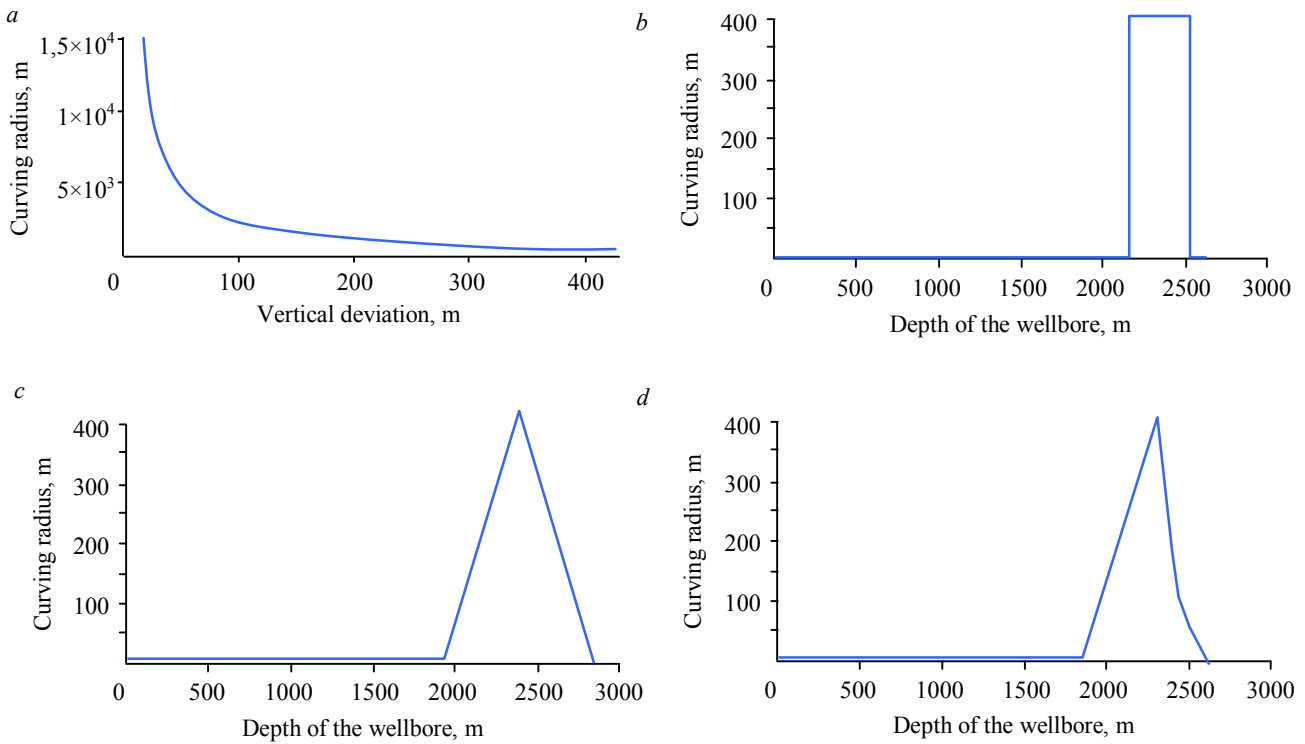 a
1,5×10⁴
1×10⁴
5×10³
Curving radius, m
0 100 200 300 400
Vertical deviation, m
b
400
300
200
100
Curving radius, m
0 500 1000 1500 2000 2500 3000
Depth of the wellbore, m
c
400
300
200
100
Curving radius, m
0 500 1000 1500 2000 2500 3000
Depth of the wellbore, m
d
400
300
200
100
Curving radius, m
0 500 1000 1500 2000 2500 3000
Depth of the wellbore, m